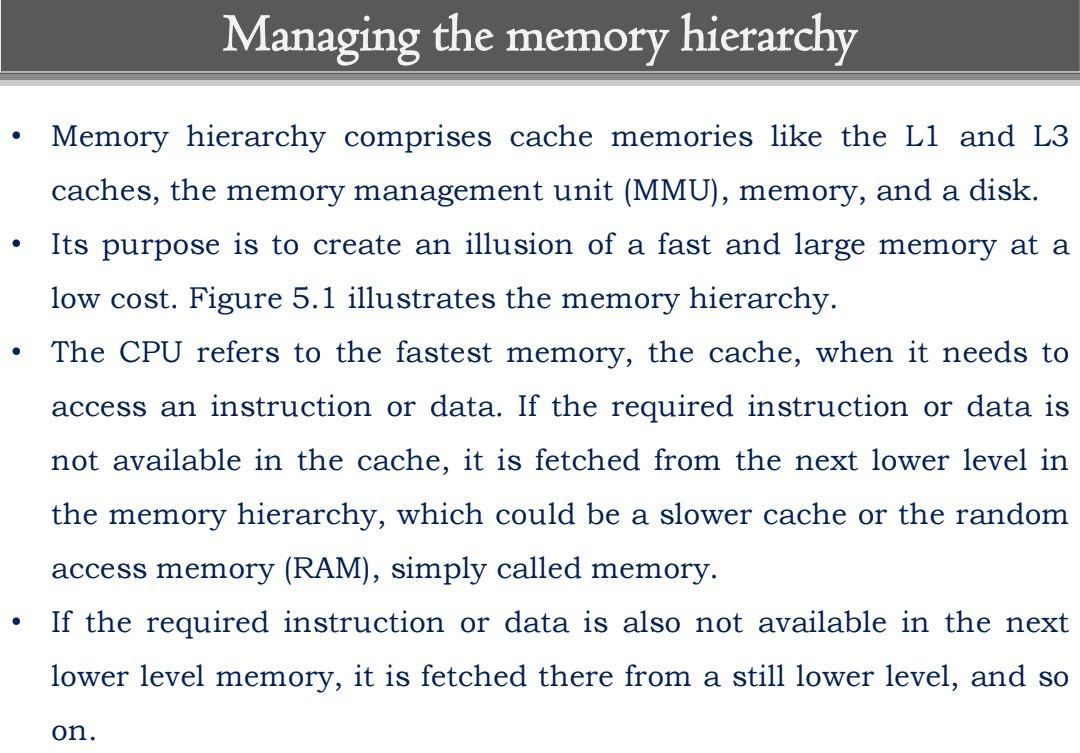 Managing the memory hierarchy
• Memory hierarchy comprises cache memories like the L1 and L3
caches, the memory management unit (MMU), memory, and a disk.
• Its purpose is to create an illusion of a fast and large memory at a
low cost. Figure 5.1 illustrates the memory hierarchy.
• The CPU refers to the fastest memory, the cache, when it needs to
access an instruction or data. If the required instruction or data is
not available in the cache, it is fetched from the next lower level in
the memory hierarchy, which could be a slower cache or the random
access memory (RAM), simply called memory.
• If the required instruction or data is also not available in the next
lower level memory, it is fetched there from a still lower level, and so
on.